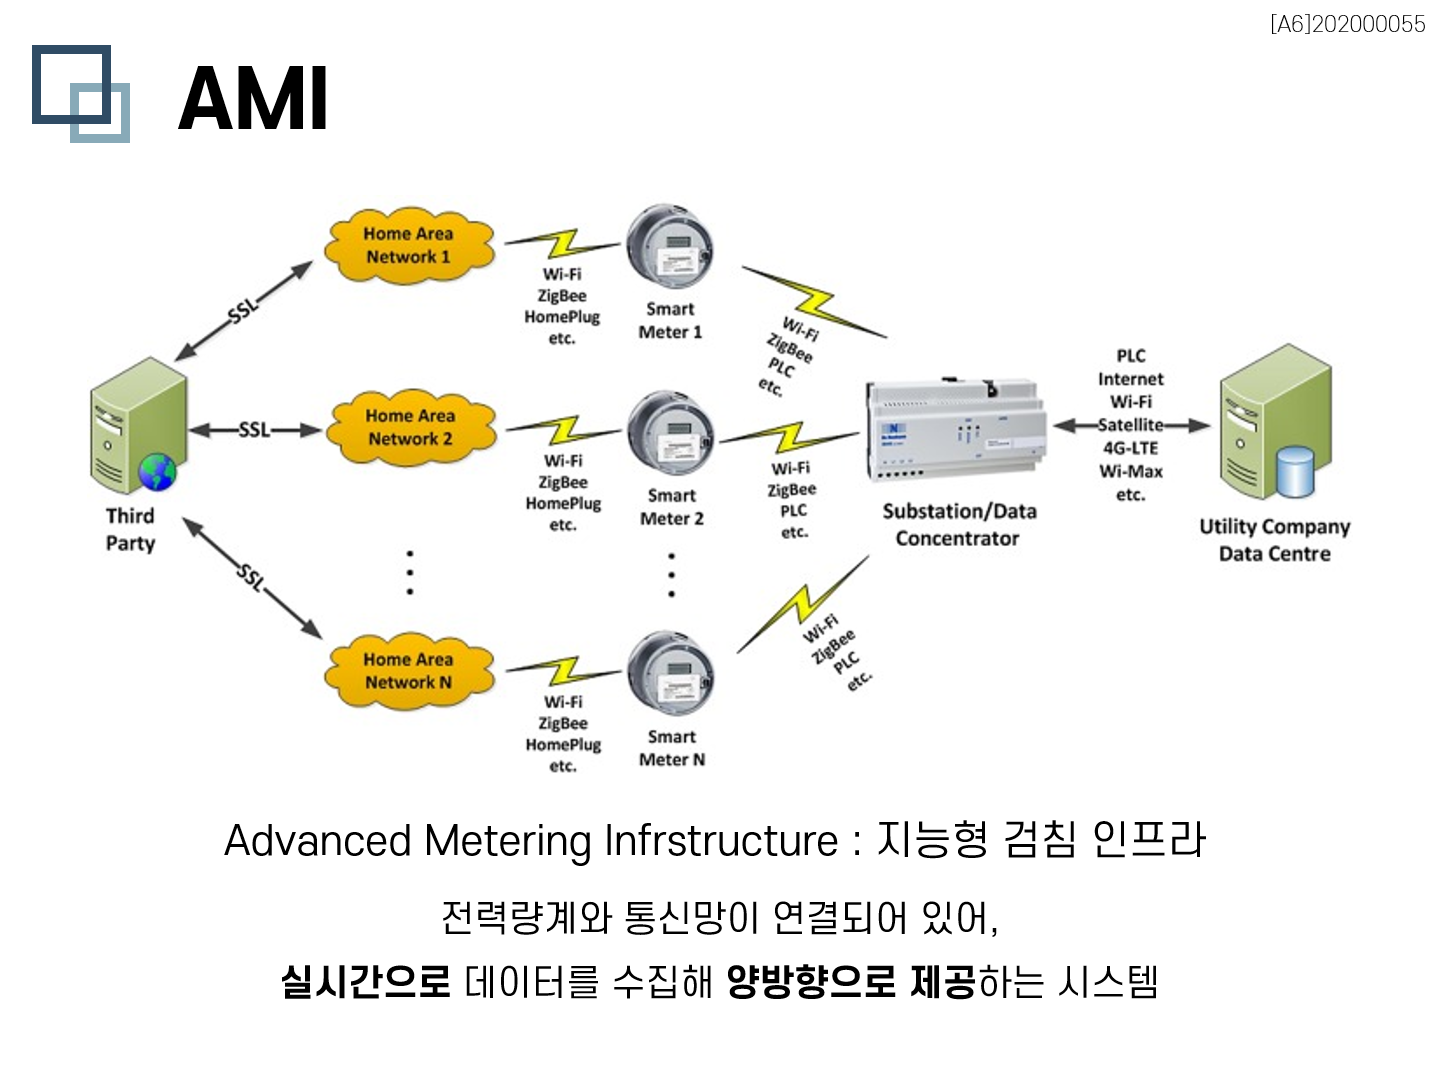 [A6]202000055
AMI
Home Area
Network 1
Wi-Fi
ZigBee
HomePlug
etc.
Smart
Meter 1
Wi-Fi
ZigBee
PLC
etc.
SSL
Third
Party
SSL
Home Area
Network 2
Wi-Fi
ZigBee
HomePlug
etc.
Smart
Meter 2
Wi-Fi
ZigBee
PLC
etc.
N
Substation/Data
Concentrator
PLC
Internet
Wi-Fi
Satellite
4G-LTE
Wi-Max
etc.
Utility Company
Data Centre
SSL
Home Area
Network N
Wi-Fi
ZigBee
HomePlug
etc.
Smart
Meter N
Wi-Fi
ZigBee
PLC
etc.
Advanced Metering Infrstructure : 지능형 검침 인프라
전력량계와 통신망이 연결되어 있어,
실시간으로 데이터를 수집해 양방향으로 제공하는 시스템